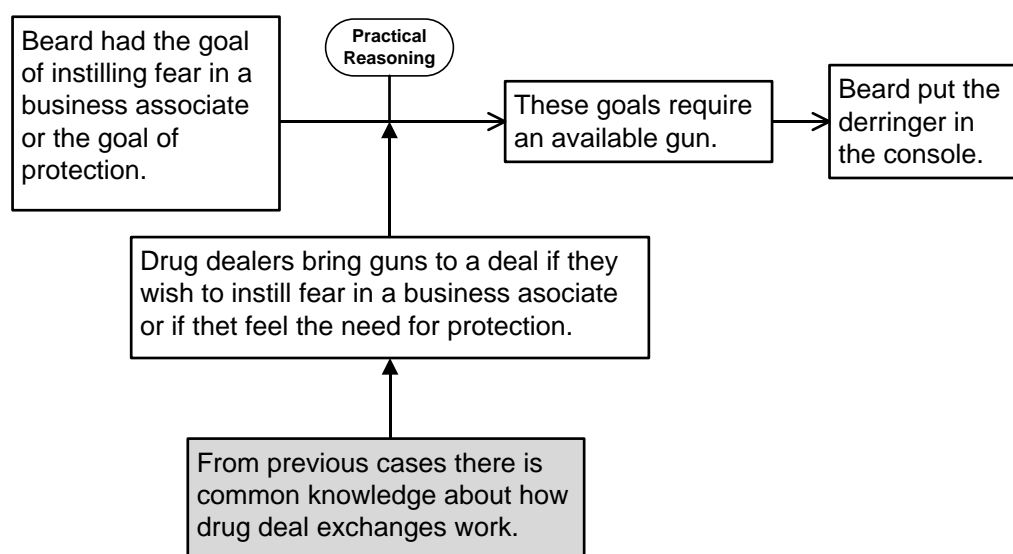 Beard had the goal
of instilling fear in a
business associate
or the goal of
protection.
Practical
Reasoning
These goals require
an available gun.
Beard put the
derringer in
the console.
Drug dealers bring guns to a deal if they
wish to instill fear in a business asociate
or if thet feel the need for protection.
From previous cases there is
common knowledge about how
drug deal exchanges work.